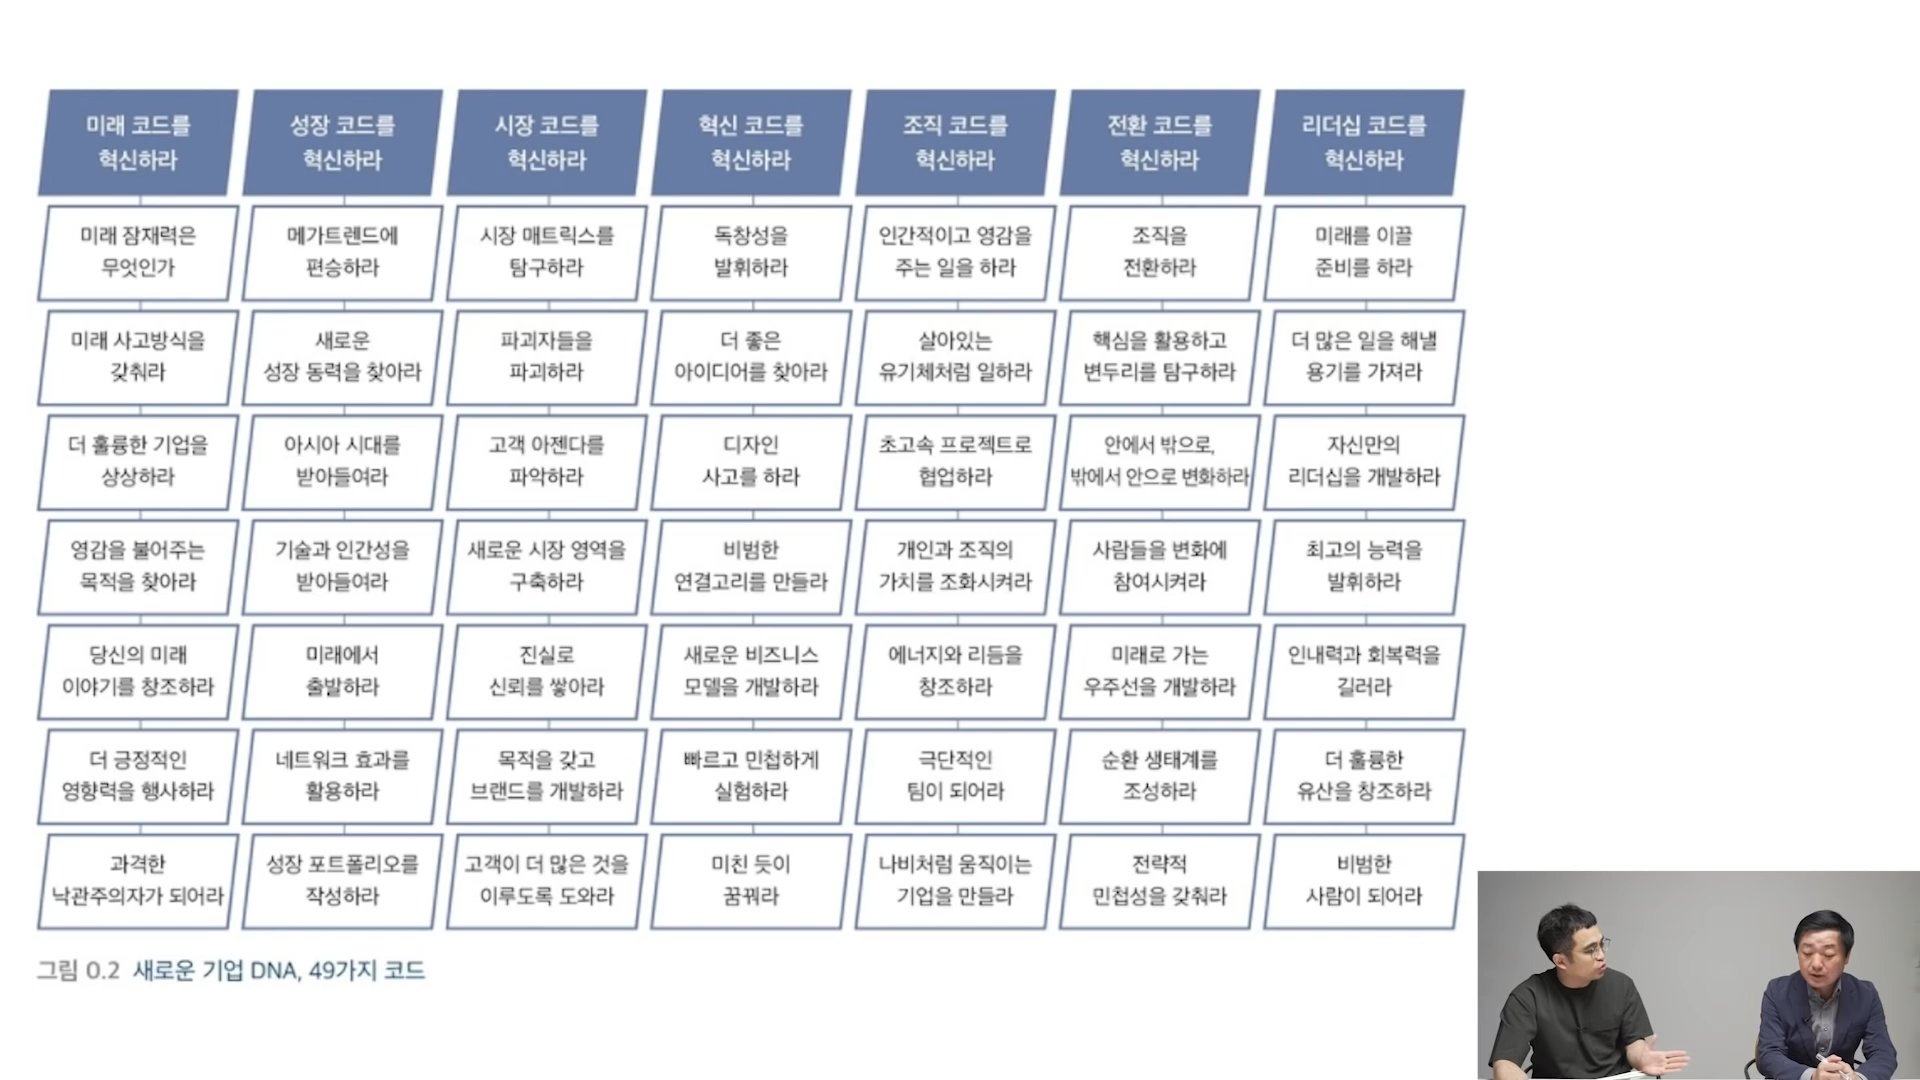 미래 코드를
혁신하라
성장 코드를
혁신하라
시장 코드를
혁신하라
혁신 코드를
혁신하라
조직 코드를
혁신하라
전환 코드를
혁신하라
리더십 코드를
혁신하라
미래 잠재력은
무엇인가
메가트렌드에
편승하라
시장 매트릭스를
탐구하라
독창성을
발휘하라
인간적이고 영감을
주는 일을 하라
조직을
전환하라
미래를 이끌
준비를 하라
미래 사고방식을
갖춰라
새로운
성장 동력을 찾아라
파괴자들을
파괴하라
더 좋은
아이디어를 찾아라
살아있는
유기체처럼 일하라
핵심을 활용하고
변두리를 탐구하라
더 많은 일을 해낼
용기를 가져라
더 훌륭한 기업을
상상하라
아시아 시대를
받아들여라
고객 아젠다를
파악하라
디자인
사고를 하라
초고속 프로젝트로
협업하라
안에서 밖으로,
밖에서 안으로 변화하라
자신만의
리더십을 개발하라
영감을 불어주는
목적을 찾아라
기술과 인간성을
받아들여라
새로운 시장 영역을
구축하라
비범한
연결고리를 만들라
개인과 조직의
가치를 조화시켜라
사람들을 변화에
참여시켜라
최고의 능력을
발휘하라
당신의 미래
이야기를 창조하라
미래에서
출발하라
진실로
신뢰를 쌓아라
새로운 비즈니스
모델을 개발하라
에너지와 리듬을
창조하라
미래로 가는
우주선을 개발하라
인내력과 회복력을
길러라
더 긍정적인
영향력을 행사하라
네트워크 효과를
활용하라
목적을 갖고
브랜드를 개발하라
빠르고 민첩하게
실험하라
극단적인
팀이 되어라
순환 생태계를
조성하라
더 훌륭한
유산을 창조하라
과격한
낙관주의자가 되어라
성장 포트폴리오를
작성하라
고객이 더 많은 것을
이루도록 도와라
미친 듯이
꿈꿔라
나비처럼 움직이는
기업을 만들라
전략적
민첩성을 갖춰라
비범한
사람이 되어라
그림 0.2 새로운 기업 DNA, 49가지 코드